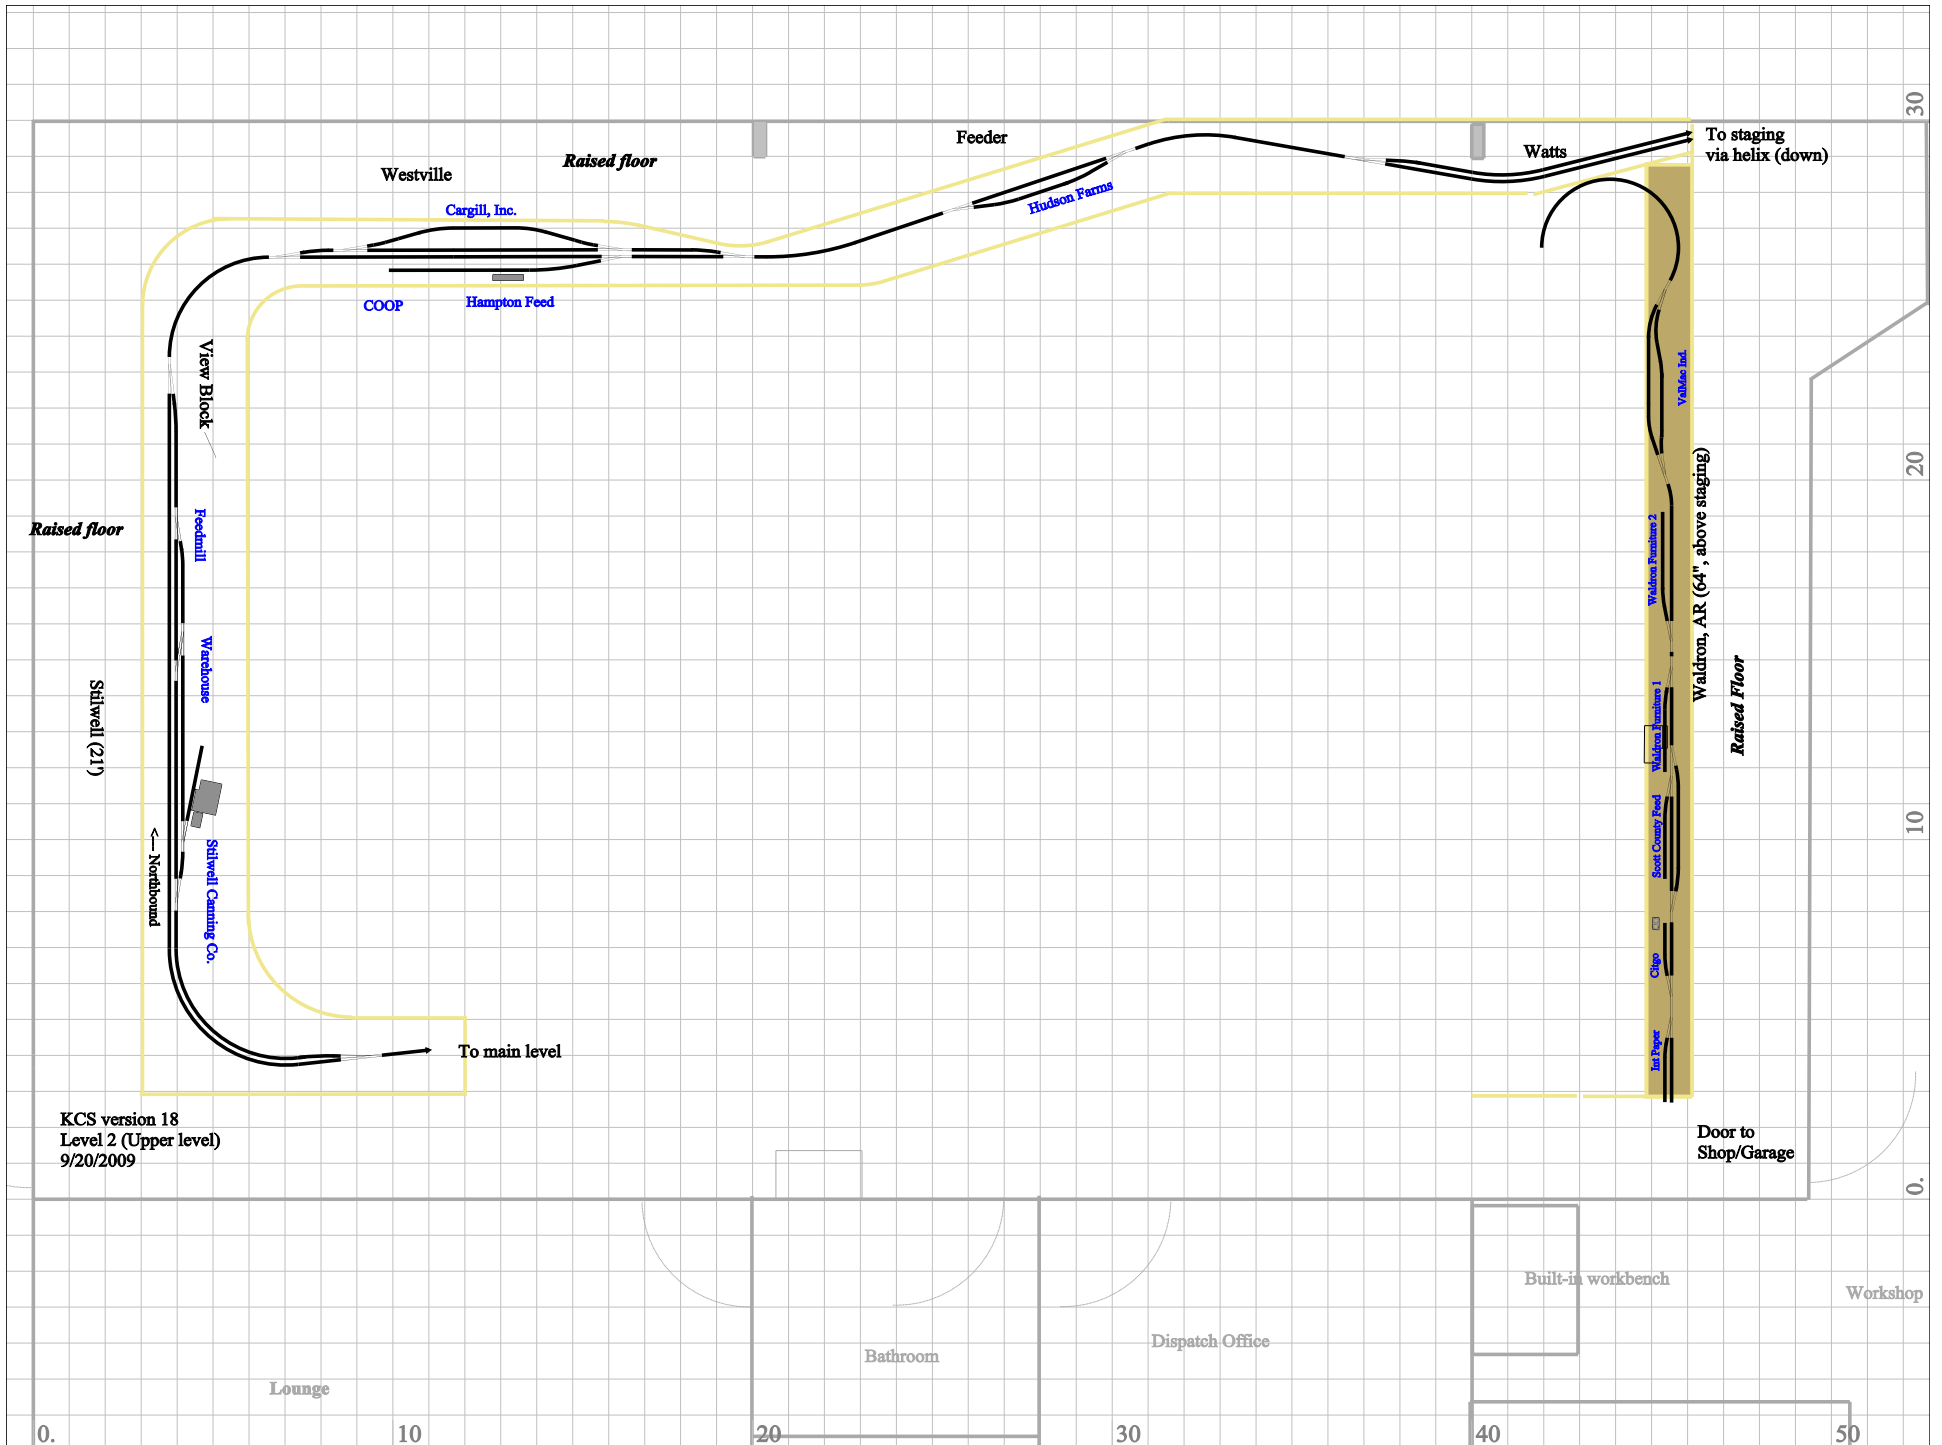 30
To staging
via helix (down)
Feeder
Watts
Raised floor
Westville
Hudson Farms
Cargill, Inc.
COOP
Hampton Feed
View Block
ValMac Ind.
20
Raised floor
Feedmill
Waldron Furniture 2
Waldron, AR (64", above staging)
Warehouse
Stilwell (21')
Waldron Furniture 1
Raised Floor
<--- Northbound
Stilwell Canning Co.
Scott County Feed
10
Citgo
Int Paper
To main level
KCS version 18
Level 2 (Upper level)
9/20/2009
Door to
Shop/Garage
0.
Built-in workbench
Workshop
Dispatch Office
Bathroom
Lounge
0.
10
20
30
40
50